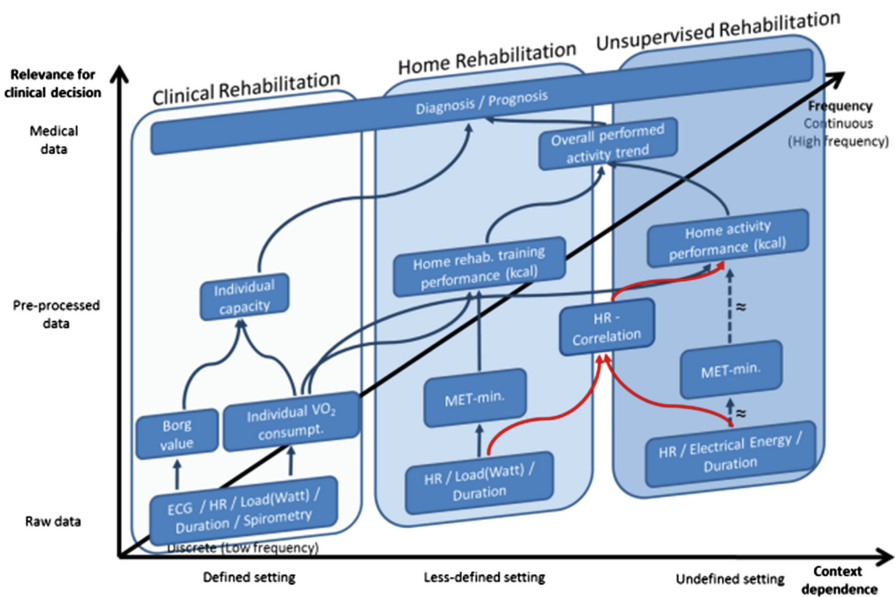 Relevance for
clinical decision
Medical
data
Pre-processed
data
Raw data
Clinical Rehabilitation
Home Rehabilitation
Unsupervised Rehabilitation
Diagnosis / Prognosis
Frequency
Continuous
(High frequency)
Overall performed
activity trend
Home activity
performance (kcal)
Home rehab. training
performance (kcal)
Individual
capacity
HR -
Correlation
≈
MET-min.
MET-min.
≈
Borg
value
Individual VO₂
consumpt.
HR / Electrical Energy /
Duration
HR / Load(Watt) /
Duration
ECG / HR / Load(Watt) /
Duration / Spirometry
Discrete (Low frequency)
Defined setting
Less-defined setting
Undefined setting
Context
dependence